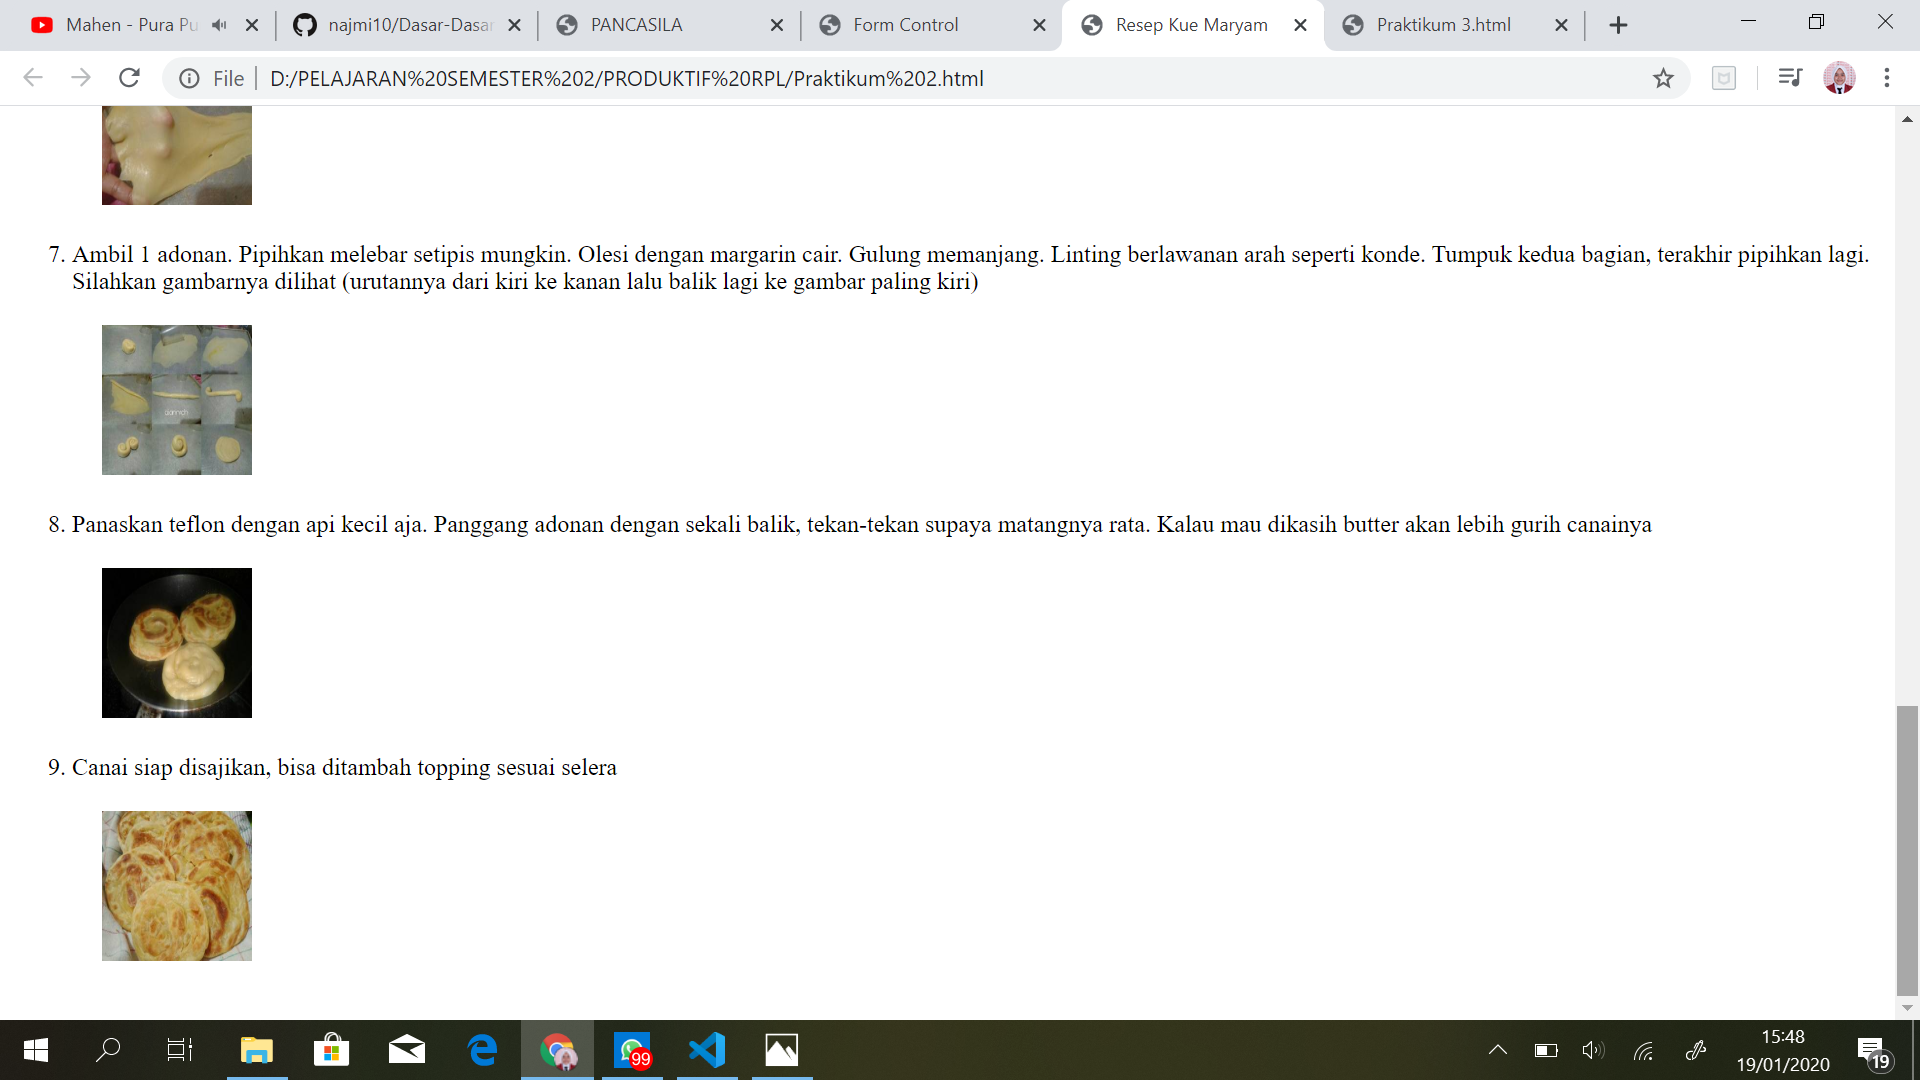 Mahen - Pura Pu
najmi10/Dasar-Dasar
PANCASILA
Form Control
Resep Kue Maryam
Praktikum 3.html
File
D:/PELAJARAN%20SEMESTER%202/PRODUKTIF%20RPL/Praktikum%202.html
7. Ambil 1 adonan. Pipihkan melebar setipis mungkin. Olesi dengan margarin cair. Gulung memanjang. Linting berlawanan arah seperti konde. Tumpuk kedua bagian, terakhir pipihkan lagi.
Silahkan gambarnya dilihat (urutannya dari kiri ke kanan lalu balik lagi ke gambar paling kiri)
8. Panaskan teflon dengan api kecil aja. Panggang adonan dengan sekali balik, tekan-tekan supaya matangnya rata. Kalau mau dikasih butter akan lebih gurih canainya
9. Canai siap disajikan, bisa ditambah topping sesuai selera
99
15:48
19/01/2020
19